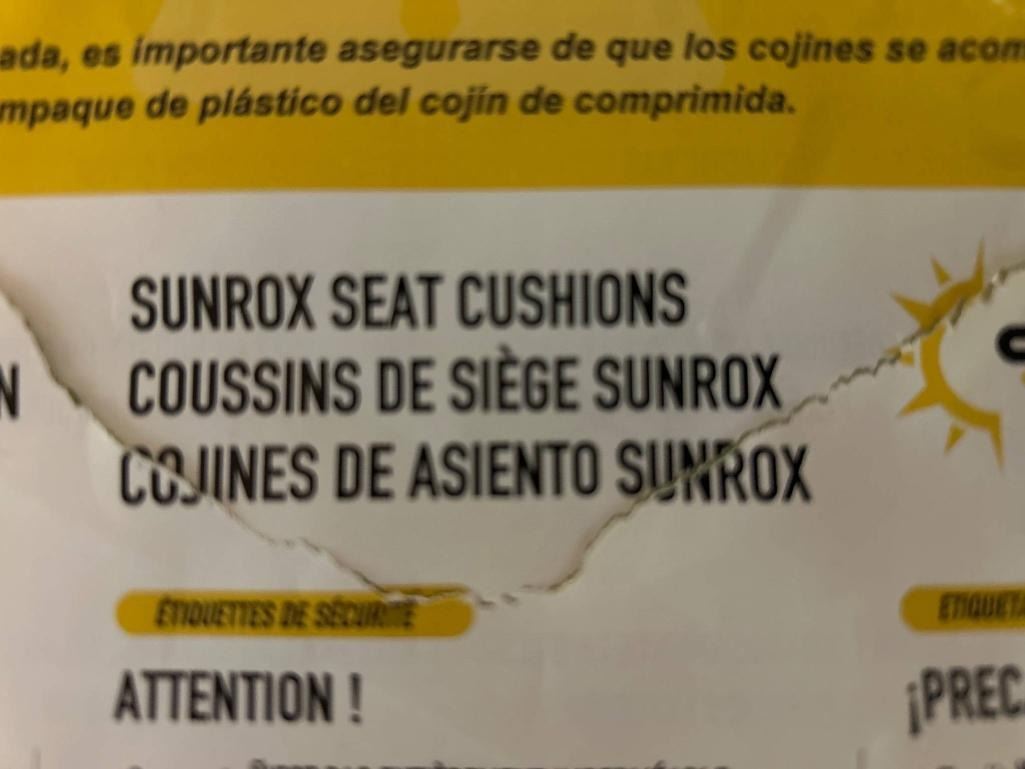 ada, es importante asegurarse de que los cojines se acom
mpaque de plástico del cojín de comprimida.
SUNROX SEAT CUSHIONS
COUSSINS DE SIÈGE SUNROX
N
COJINES DE ASIENTO SUNROX
ÉTIQUETTES DE SÉCURITÉ
ETIQUETA
ATTENTION !
¡PREC